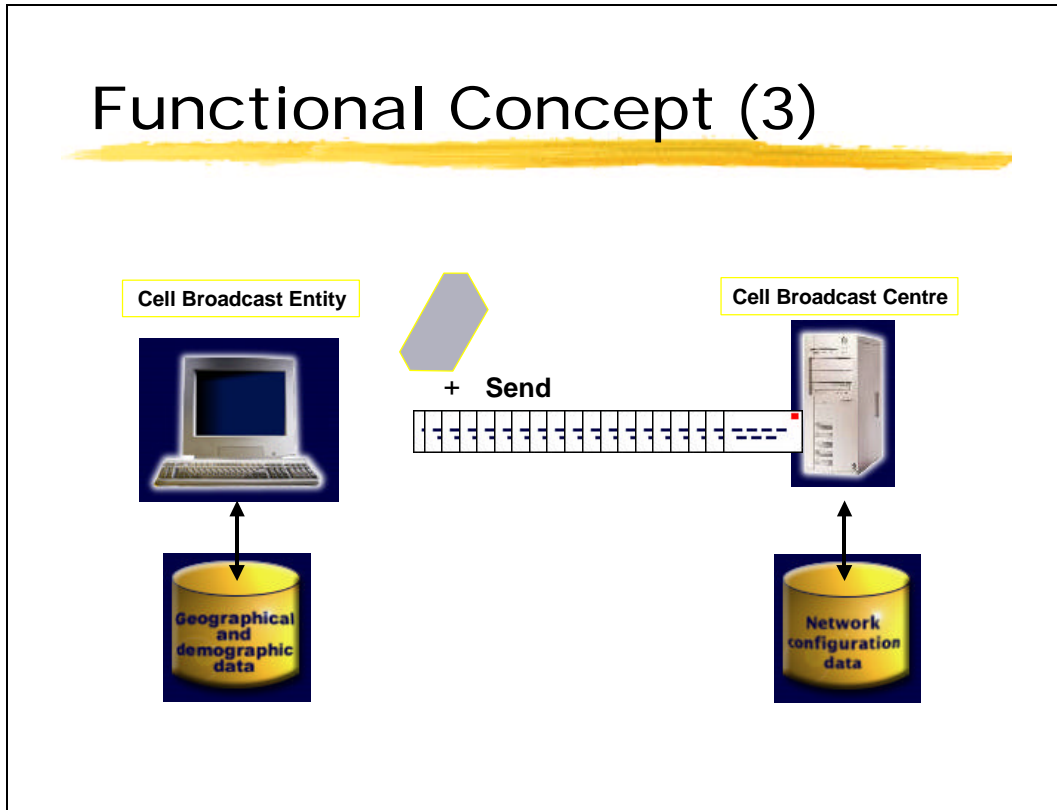 Functional Concept (3)
Cell Broadcast Entity
Cell Broadcast Centre
+ Send
Geographical
and
demographic
data
Network
configuration
data